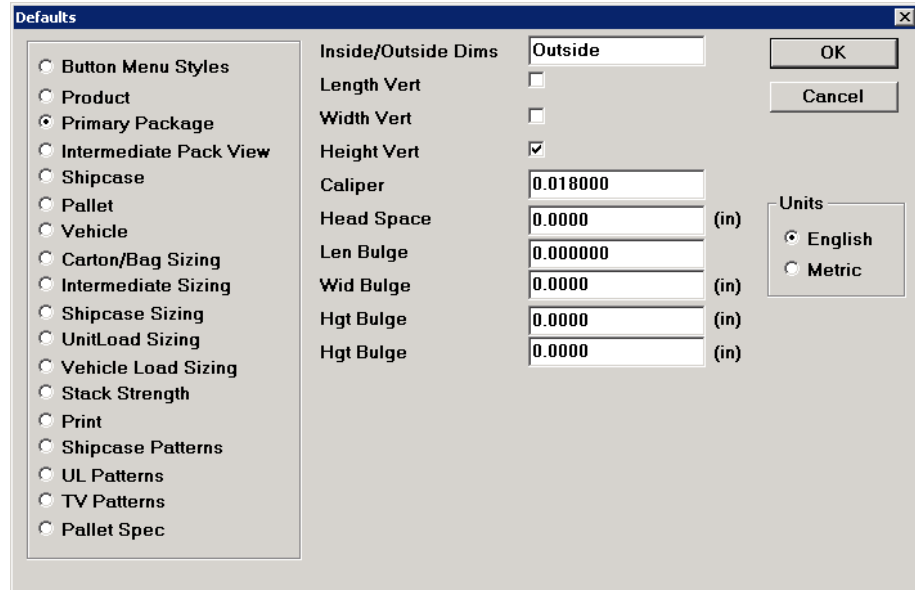 Defaults
Button Menu Styles
Product
Primary Package
Intermediate Pack View
Shipcase
Pallet
Vehicle
Carton/Bag Sizing
Intermediate Sizing
Shipcase Sizing
UnitLoad Sizing
Vehicle Load Sizing
Stack Strength
Print
Shipcase Patterns
UL Patterns
TV Patterns
Pallet Spec
Inside/Outside Dims Outside
Length Vert
Width Vert
Height Vert
Caliper 0.018000
Head Space 0.0000 (in)
Len Bulge 0.000000
Wid Bulge 0.0000 (in)
Hgt Bulge 0.0000 (in)
Hgt Bulge 0.0000 (in)
OK
Cancel
Units
English
Metric